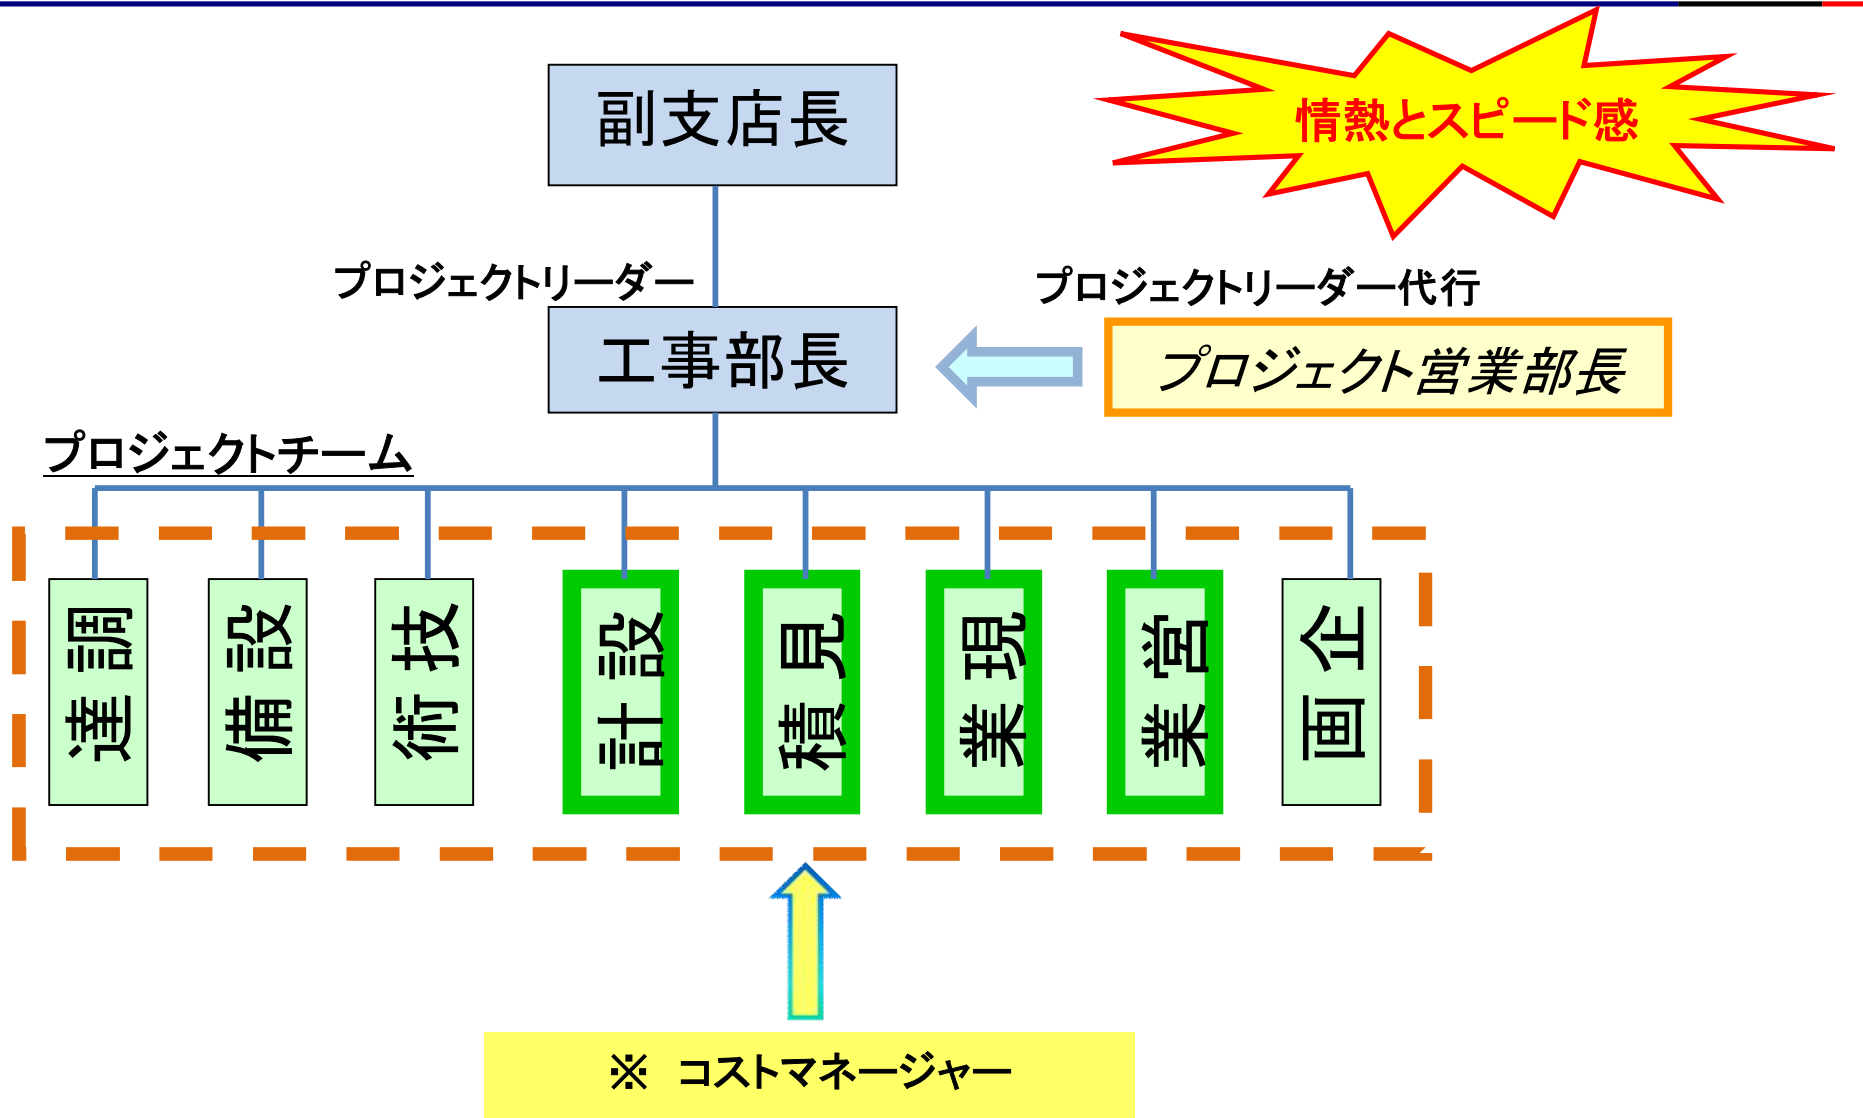 副支店長
情熱とスピード感
プロジェクトリーダー
プロジェクトリーダー代行
工事部長
プロジェクト営業部長
プロジェクトチーム
調達
設備
技術
設計
見積
現業
営業
企画
※ コストマネージャー